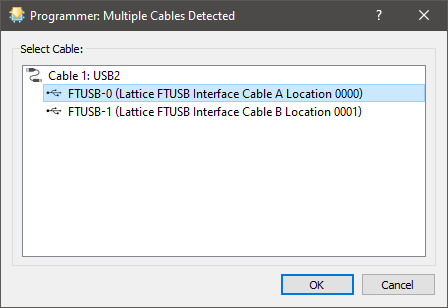 Programmer: Multiple Cables Detected
?
Select Cable:
Cable 1: USB2
FTUSB-0 (Lattice FTUSB Interface Cable A Location 0000)
FTUSB-1 (Lattice FTUSB Interface Cable B Location 0001)
OK
Cancel